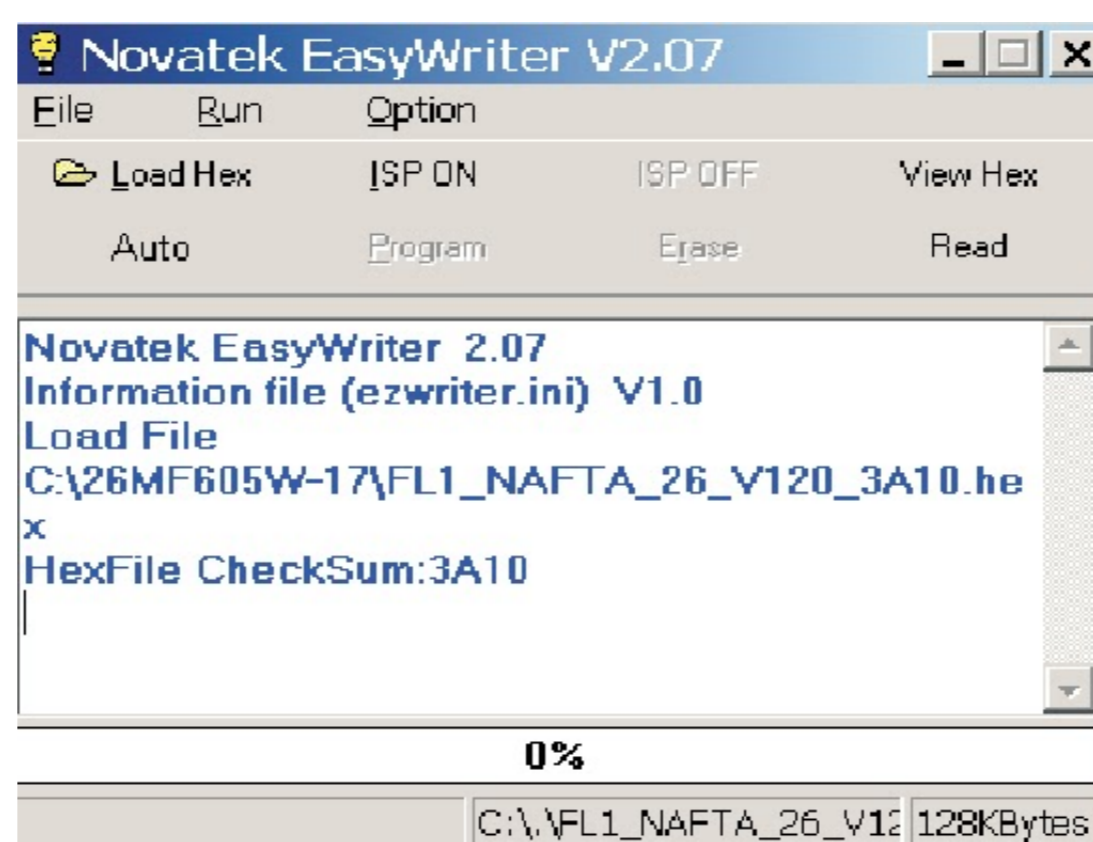 Novatek EasyWriter V2.07
File Run Option
Load Hex ISP ON ISP OFF View Hex
Auto Program Erase Read
Novatek EasyWriter 2.07
Information file (ezwriter.ini) V1.0
Load File
C:\26MF605W-17\FL1_NAFTA_26_V120_3A10.he
x
HexFile CheckSum:3A10
0%
C:\.\FL1_NAFTA_26_V12 128KBytes